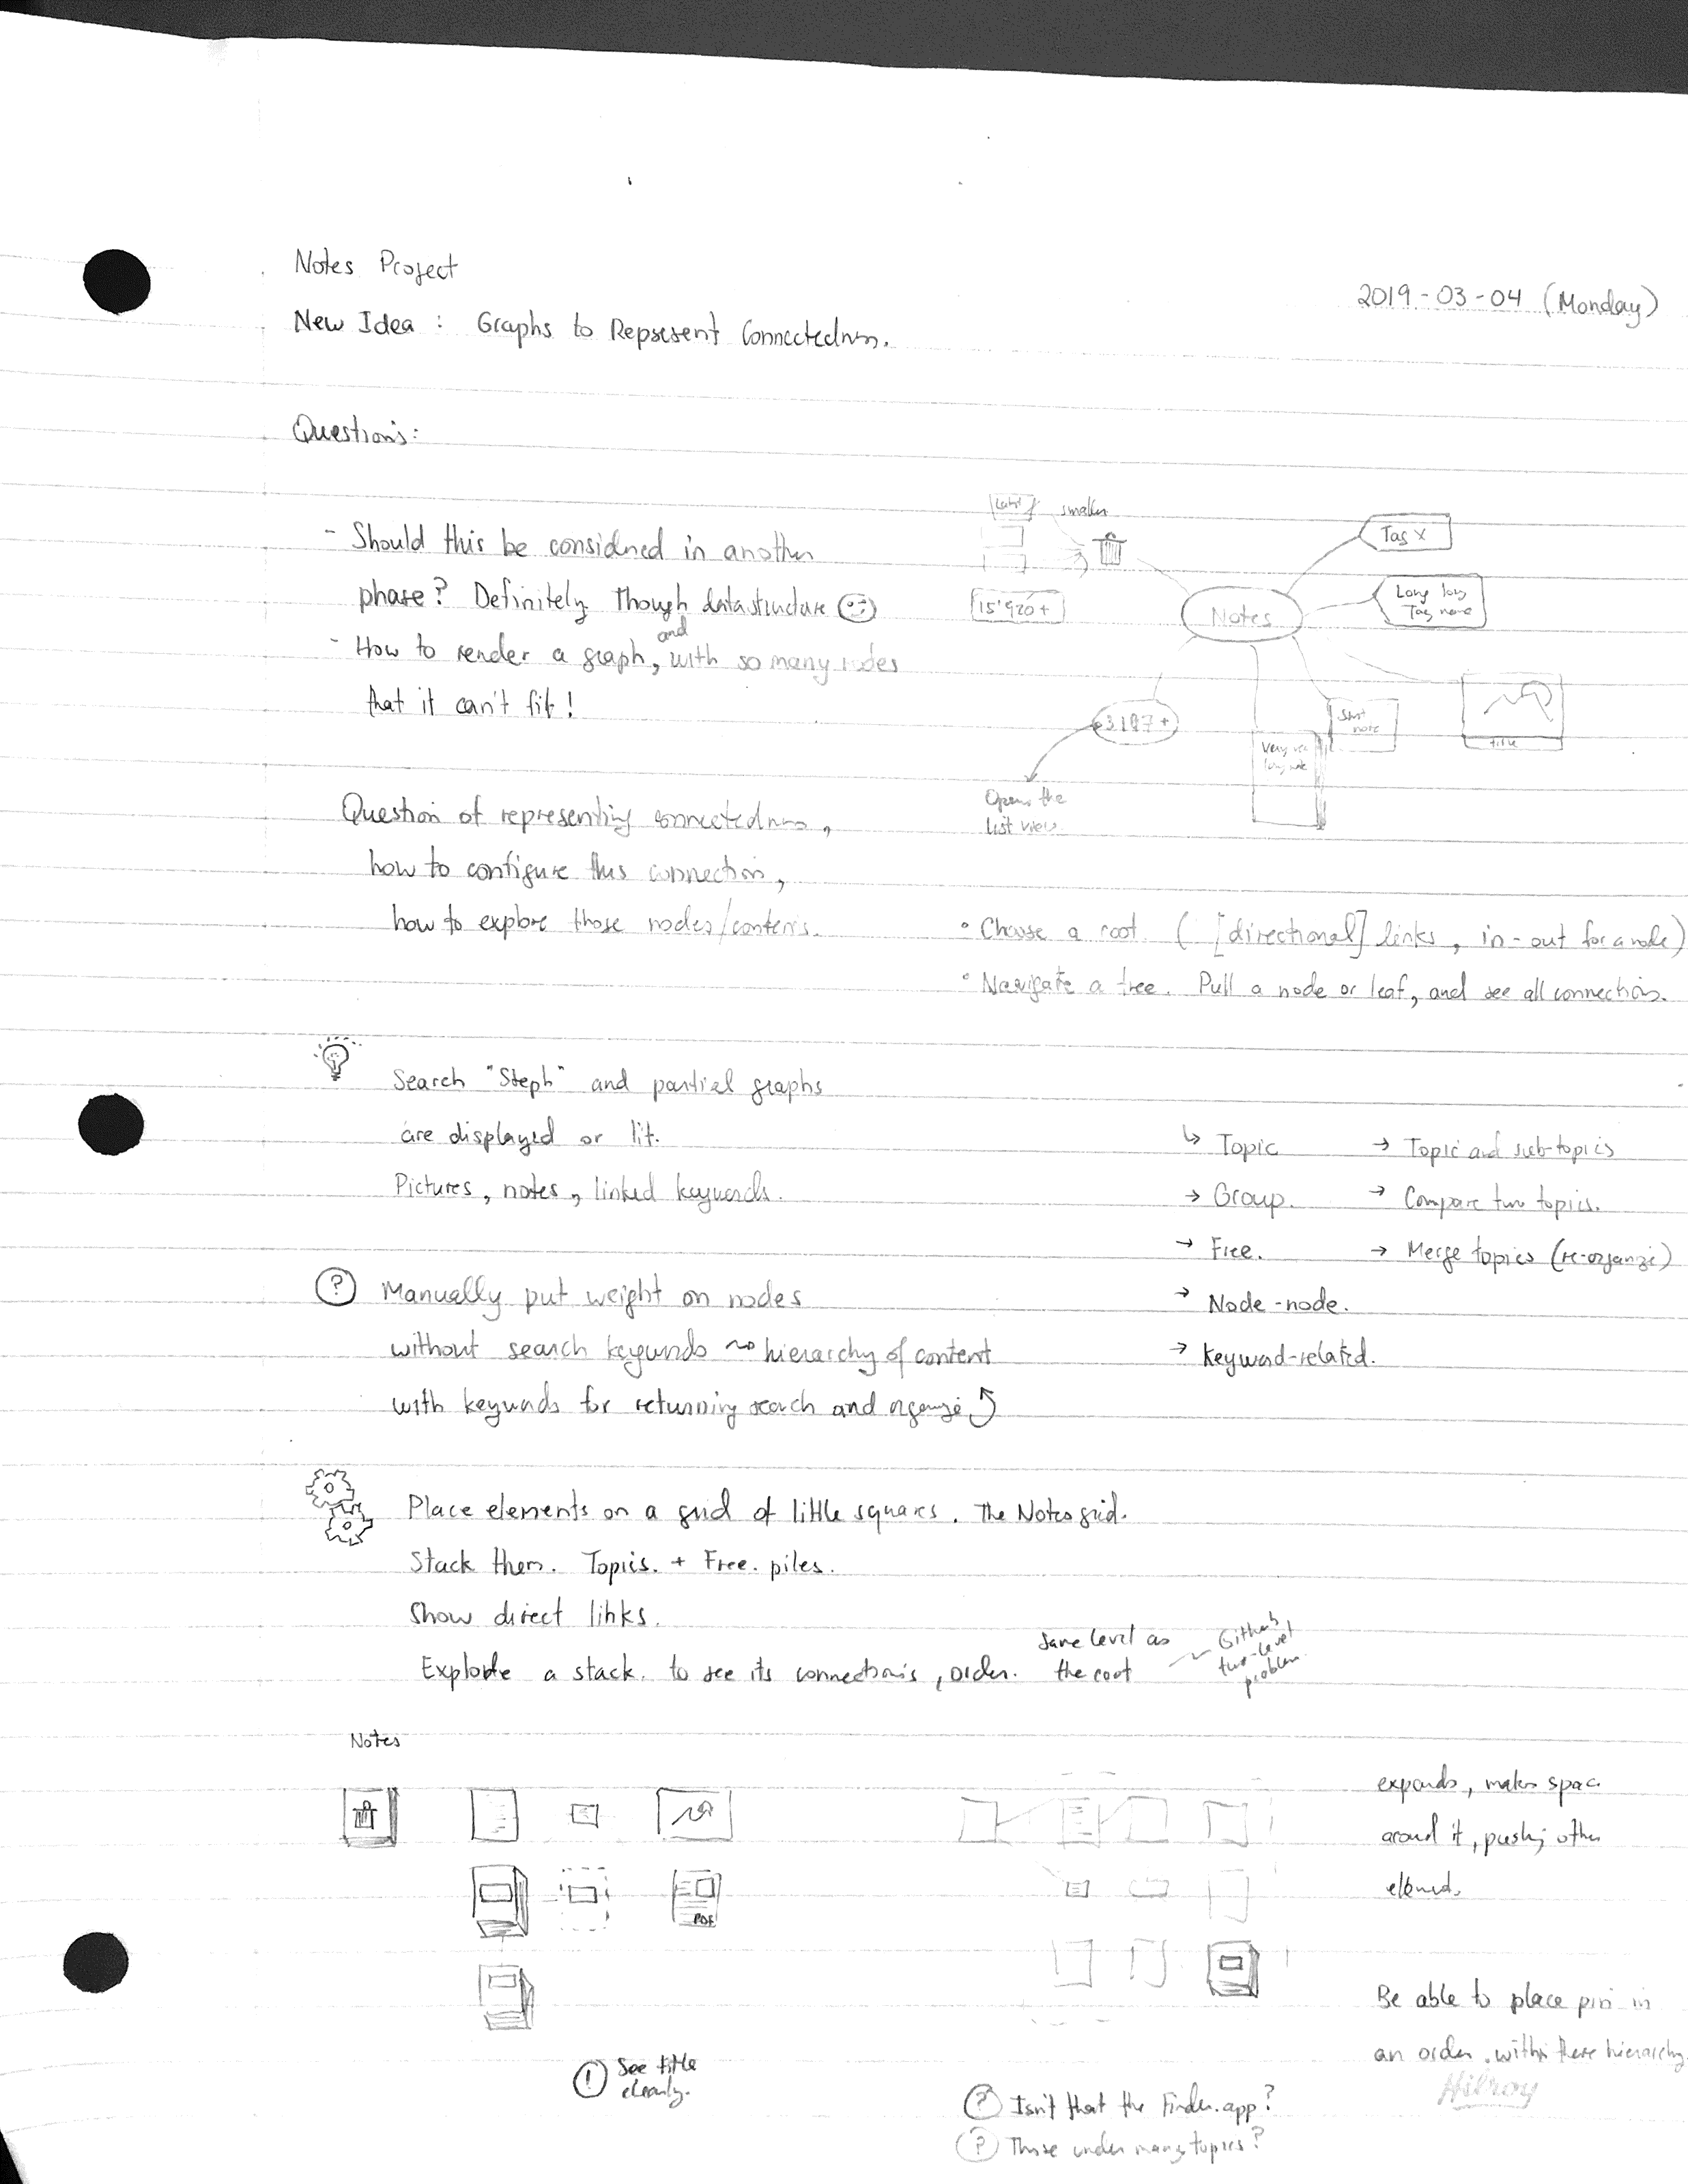 Notes Project
2019-03-04 (Monday)
New Idea : Graphs to Represent Connectedness.
Questions:
- Should this be considered in another
phase? Definitely though datastructure
- How to render a graph, and with so many nodes
that it can't fit!
Label
smaller
15'920+
Notes
Tag X
Long long
Tag name
3197+
Short
note
Very very
long note
title
Opens the
list view
Question of representing connectedness,
how to configure this connection,
how to explore those nodes/contents.
• Choose a root. ([directional] links, in-out for a node)
• Navigate a tree. Pull a node or leaf, and see all connections.
Search "Steph" and partial graphs
are displayed or lit.
Pictures, notes, linked keywords.
↳ Topic
→ Group.
→ Free.
→ Node-node.
→ Keyword-related.
→ Topic and sub-topics
→ Compare two topics.
→ Merge topics (re-organize)
? Manually put weight on nodes
without search keywords ~> hierarchy of content
with keywords for returning search and organize
Place elements on a grid of little squares. The Notes grid.
Stack them. Topics. + Free. piles.
Show direct links.
Explode a stack. to see its connections, order.
Same level as
the root
Github
two-level
problem
Notes
PDF
expands, makes space
around it, pushing other
elements.
Be able to place pin in
an order. within these hierarchy
! See title
clearly.
? Isn't that the Finder.app?
? Those under many topics?
Hilroy